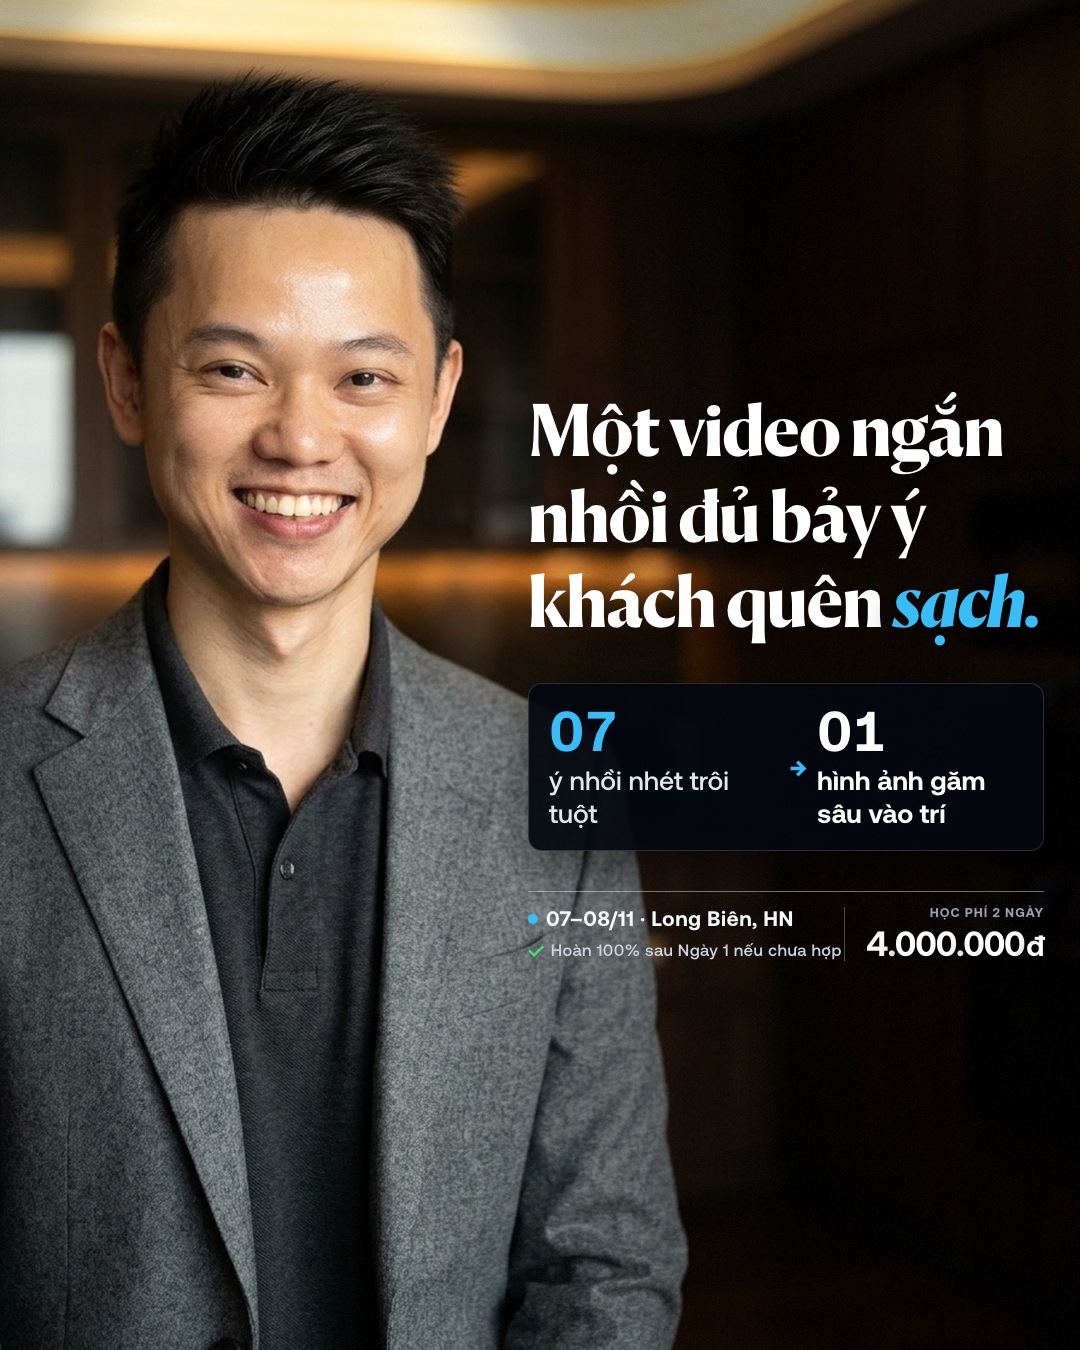 Một video ngắn
nhồi đủ bảy ý
khách quên sạch.
07
ý nhồi nhét trôi
tuột
→
01
hình ảnh găm
sâu vào trí
07–08/11 · Long Biên, HN
Hoàn 100% sau Ngày 1 nếu chưa hợp
HỌC PHÍ 2 NGÀY
4.000.000đ